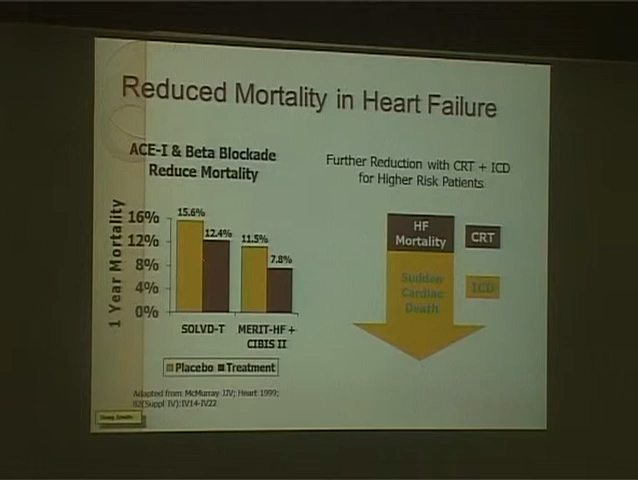 Reduced Mortality in Heart Failure
ACE-I & Beta Blockade
Reduce Mortality
Further Reduction with CRT + ICD
for Higher Risk Patients
1 Year Mortality
16%
12%
8%
4%
0%
15.6%
12.4%
11.5%
7.8%
SOLVD-T
MERIT-HF +
CIBIS II
Placebo
Treatment
HF
Mortality
CRT
Sudden
Cardiac
Death
ICD
Adapted from McMurray JJV; Heart 1999;
82(Suppl IV):IV14-IV22